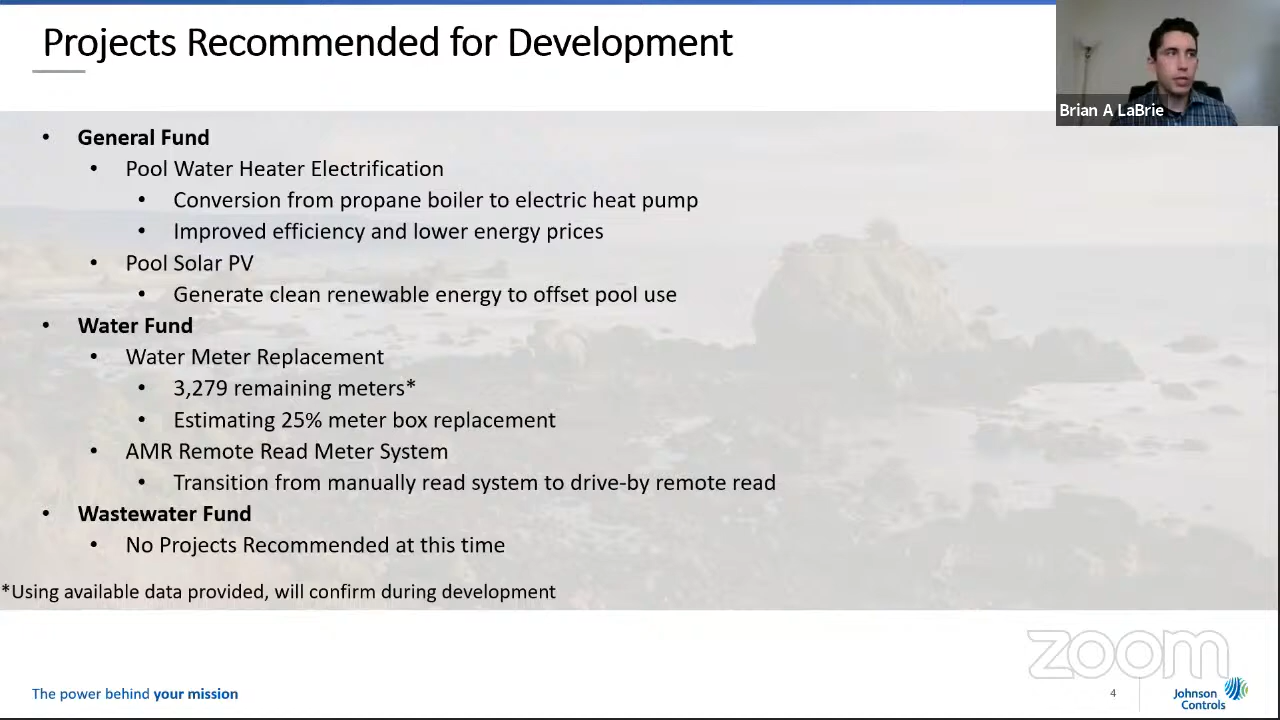 Projects Recommended for Development
Brian A LaBrie
• General Fund
• Pool Water Heater Electrification
• Conversion from propane boiler to electric heat pump
• Improved efficiency and lower energy prices
• Pool Solar PV
• Generate clean renewable energy to offset pool use
• Water Fund
• Water Meter Replacement
• 3,279 remaining meters*
• Estimating 25% meter box replacement
• AMR Remote Read Meter System
• Transition from manually read system to drive-by remote read
• Wastewater Fund
• No Projects Recommended at this time
*Using available data provided, will confirm during development
zoom
The power behind your mission
4
Johnson
Controls